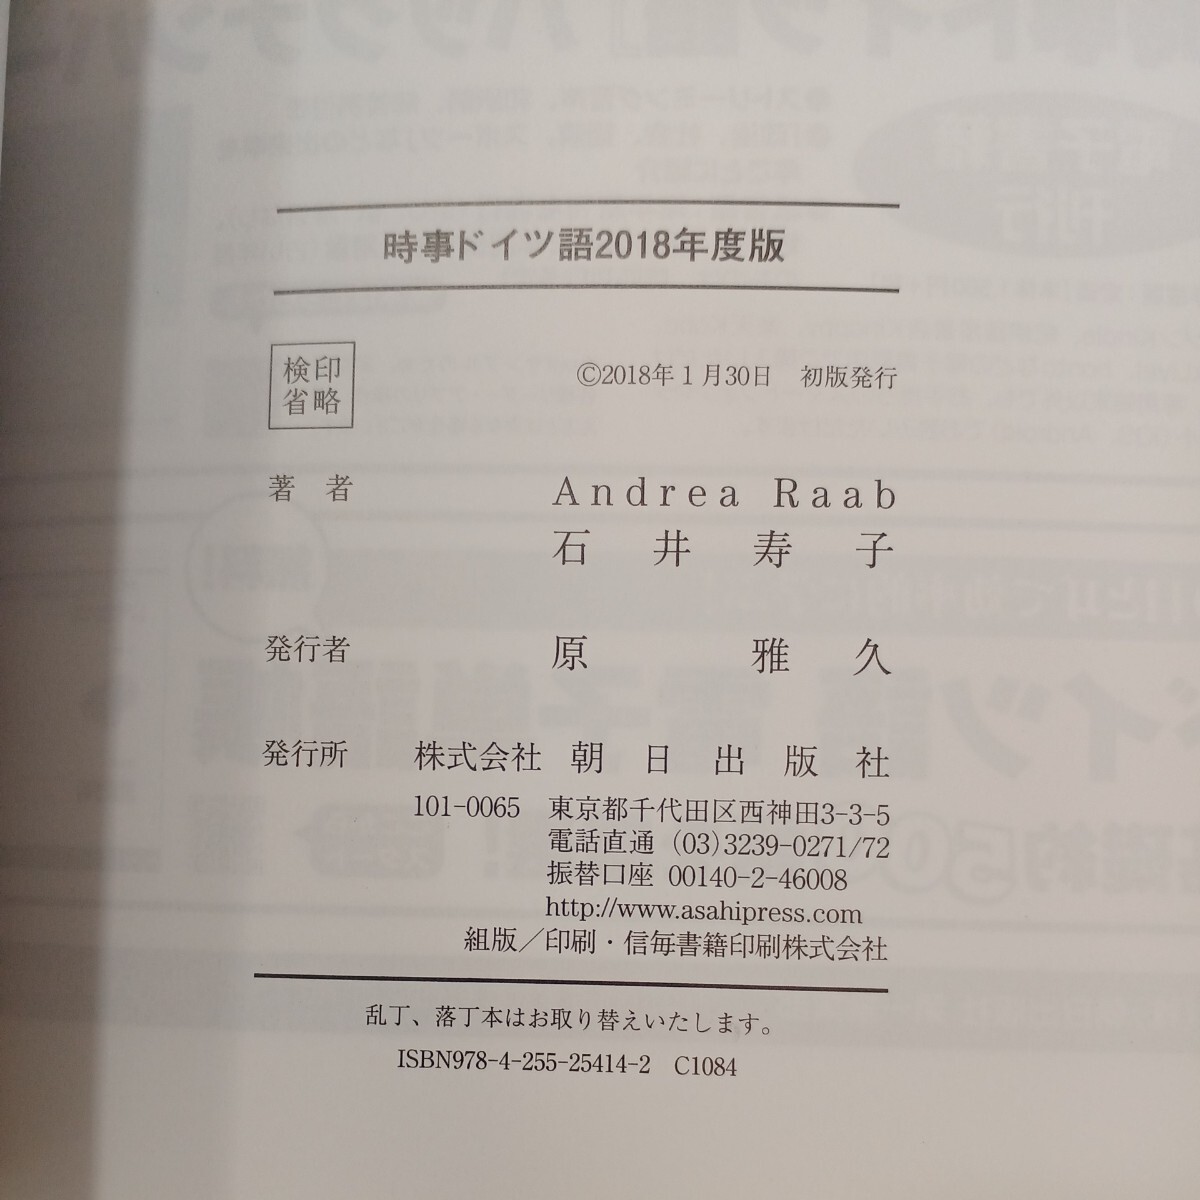 時事ドイツ語2018年度版
検印
省略
©2018年1月30日　初版発行
著　者　Andrea Raab
石　井　寿　子
発行者　原　雅　久
発行所　株式会社　朝　日　出　版　社
101-0065　東京都千代田区西神田3-3-5
電話直通 (03)3239-0271/72
振替口座 00140-2-46008
http://www.asahipress.com
組版／印刷・信毎書籍印刷株式会社
乱丁、落丁本はお取り替えいたします。
ISBN978-4-255-25414-2　C1084